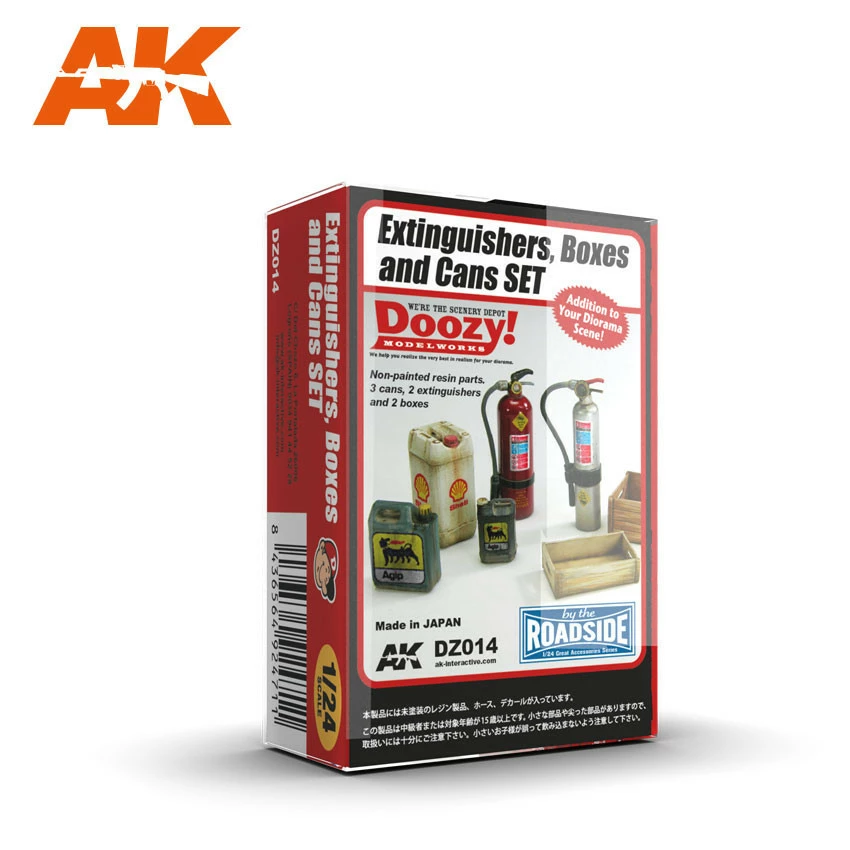 AK
Extinguishers, Boxes
and Cans SET
WE'RE THE SCENERY DEPOT
Doozy!
MODELWORKS
We help you realize the very best in realism for your diorama.
Addition to
Your Diorama
Scene!
Non-painted resin parts.
3 cans, 2 extinguishers
and 2 boxes
Shell
Shell
Agip
Made in JAPAN
AK DZ014
ak-interactive.com
by the
ROADSIDE
1/24 Great Accessories Series
本製品には未塗装のレジン製品、ホース、デカールが入っています。
この製品は中級者または対象年齢が15歳以上です。小さな部品や尖った部品がありますので、
取扱いには十分にご注意下さい。小さいお子様が誤って飲み込まないよう注意して下さい。
DZ014
Extinguishers, Boxes
and Cans SET
8 436564 924711
1/24
SCALE